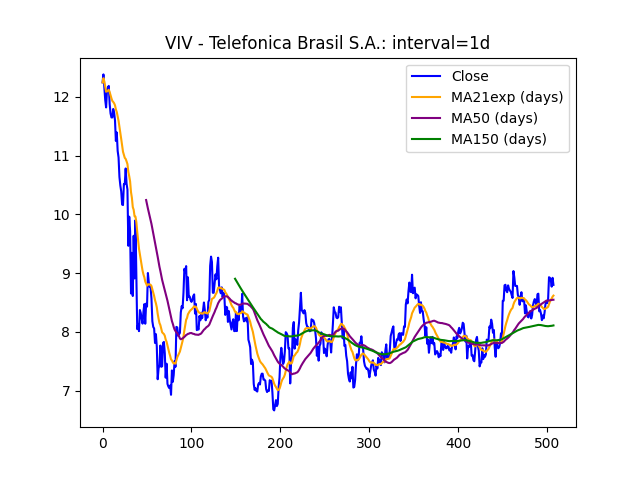 VIV - Telefonica Brasil S.A.: interval=1d
Close
MA21exp (days)
MA50 (days)
MA150 (days)
12
11
10
9
8
7
0 100 200 300 400 500